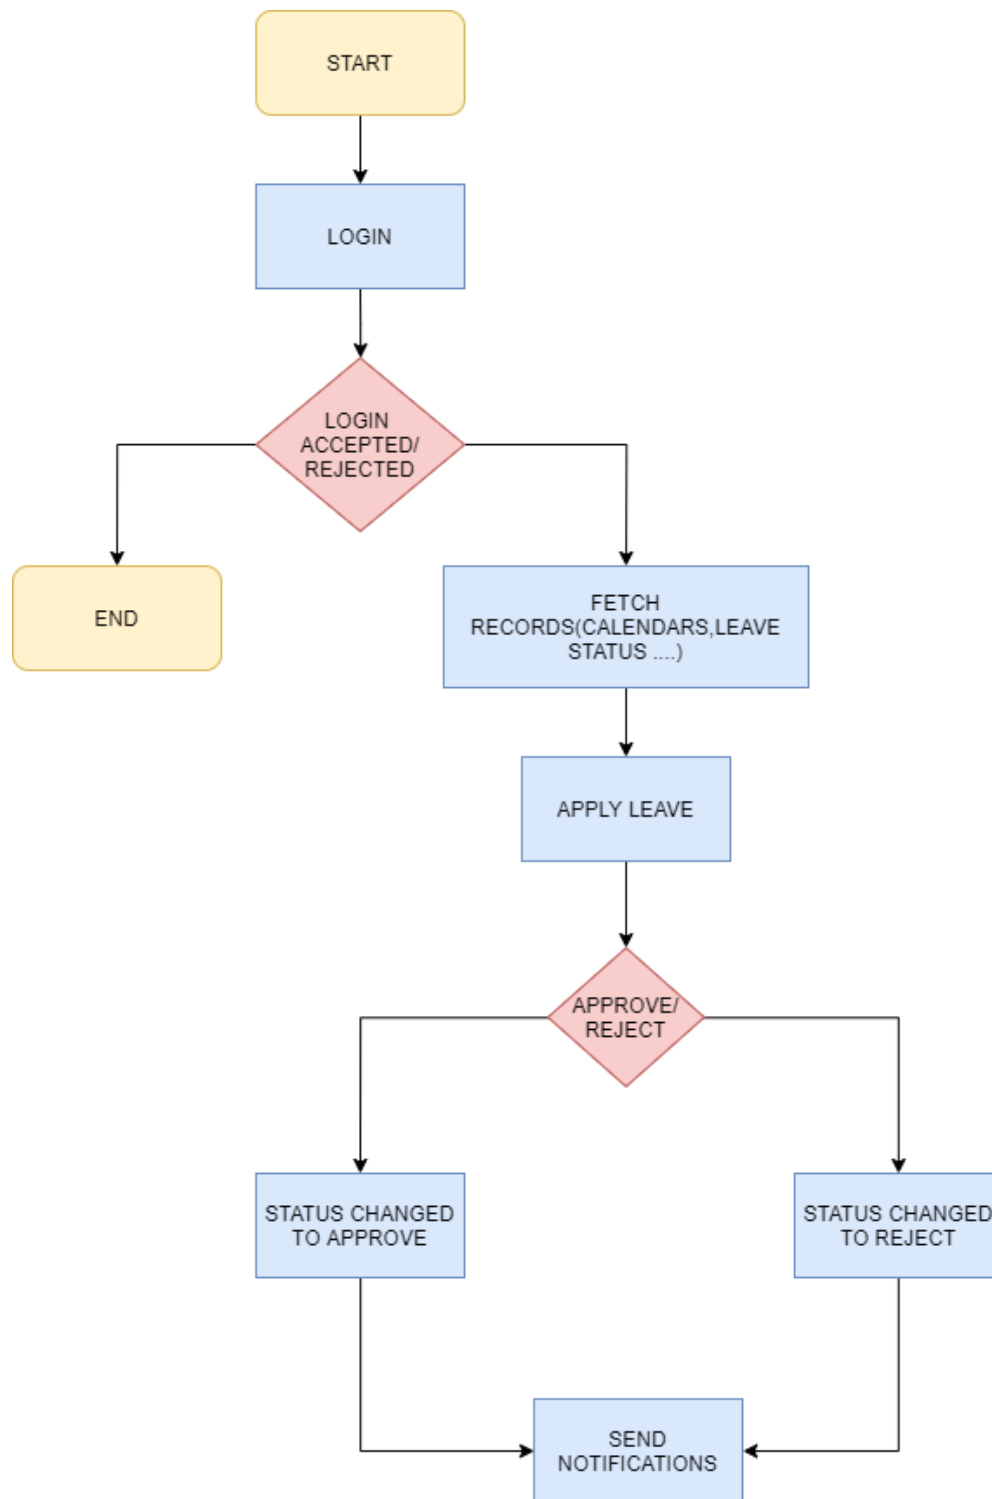 START
LOGIN
LOGIN
ACCEPTED/
REJECTED
END
FETCH
RECORDS(CALENDARS,LEAVE
STATUS ....)
APPLY LEAVE
APPROVE/
REJECT
STATUS CHANGED
TO APPROVE
STATUS CHANGED
TO REJECT
SEND
NOTIFICATIONS